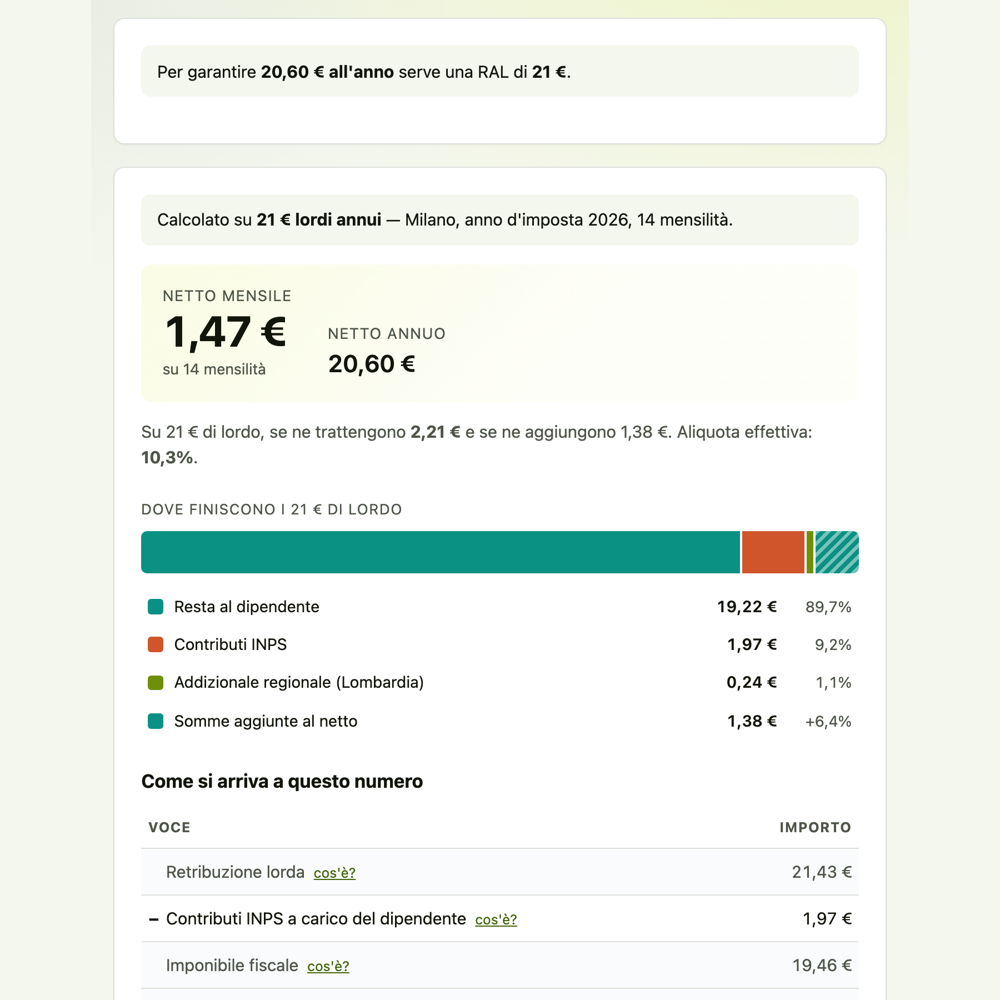 Per garantire 20,60 € all'anno serve una RAL di 21 €.
Calcolato su 21 € lordi annui — Milano, anno d'imposta 2026, 14 mensilità.
NETTO MENSILE
1,47 €
su 14 mensilità
NETTO ANNUO
20,60 €
Su 21 € di lordo, se ne trattengono 2,21 € e se ne aggiungono 1,38 €. Aliquota effettiva:
10,3%.
DOVE FINISCONO I 21 € DI LORDO
Resta al dipendente 19,22 € 89,7%
Contributi INPS 1,97 € 9,2%
Addizionale regionale (Lombardia) 0,24 € 1,1%
Somme aggiunte al netto 1,38 € +6,4%
Come si arriva a questo numero
VOCE IMPORTO
Retribuzione lorda cos'è? 21,43 €
− Contributi INPS a carico del dipendente cos'è? 1,97 €
Imponibile fiscale cos'è? 19,46 €